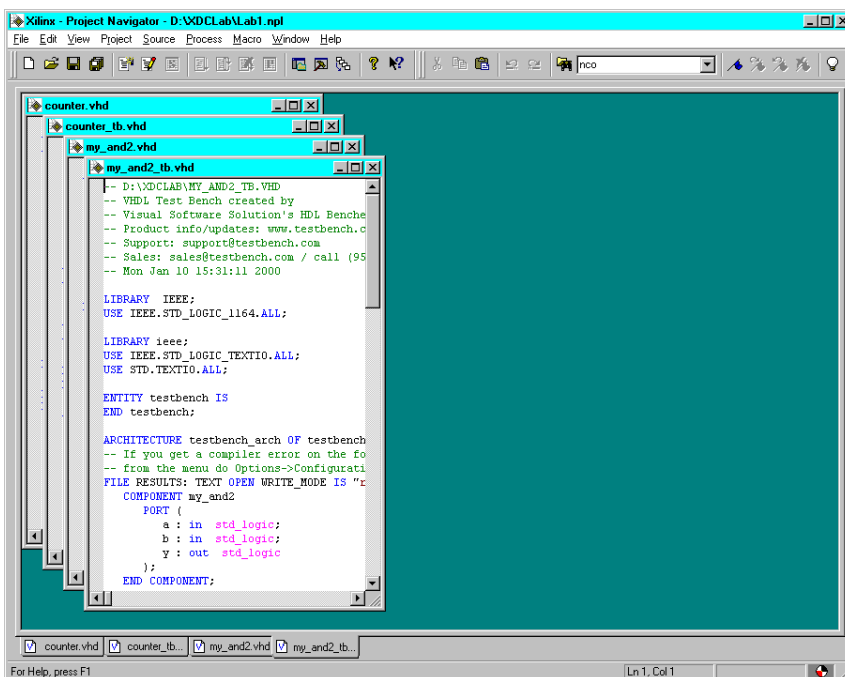 Xilinx - Project Navigator - D:\XDCLab\Lab1.npl
File Edit View Project Source Process Macro Window Help
nco
counter.vhd
counter_tb.vhd
my_and2.vhd
my_and2_tb.vhd
-- D:\XDCLAB\MY_AND2_TB.VHD
-- VHDL Test Bench created by
-- Visual Software Solution's HDL Benche
-- Product info/updates: www.testbench.c
-- Support: support@testbench.com
-- Sales: sales@testbench.com / call (95
-- Mon Jan 10 15:31:11 2000
LIBRARY  IEEE;
USE IEEE.STD_LOGIC_1164.ALL;
LIBRARY ieee;
USE IEEE.STD_LOGIC_TEXTIO.ALL;
USE STD.TEXTIO.ALL;
ENTITY testbench IS
END testbench;
ARCHITECTURE testbench_arch OF testbench
-- If you get a compiler error on the fo
-- from the menu do Options->Configurati
FILE RESULTS: TEXT OPEN WRITE_MODE IS "r
COMPONENT my_and2
PORT (
a : in  std_logic;
b : in  std_logic;
y : out  std_logic
);
END COMPONENT;
counter.vhd counter_tb... my_and2.vhd my_and2_tb...
For Help, press F1 Ln 1, Col 1